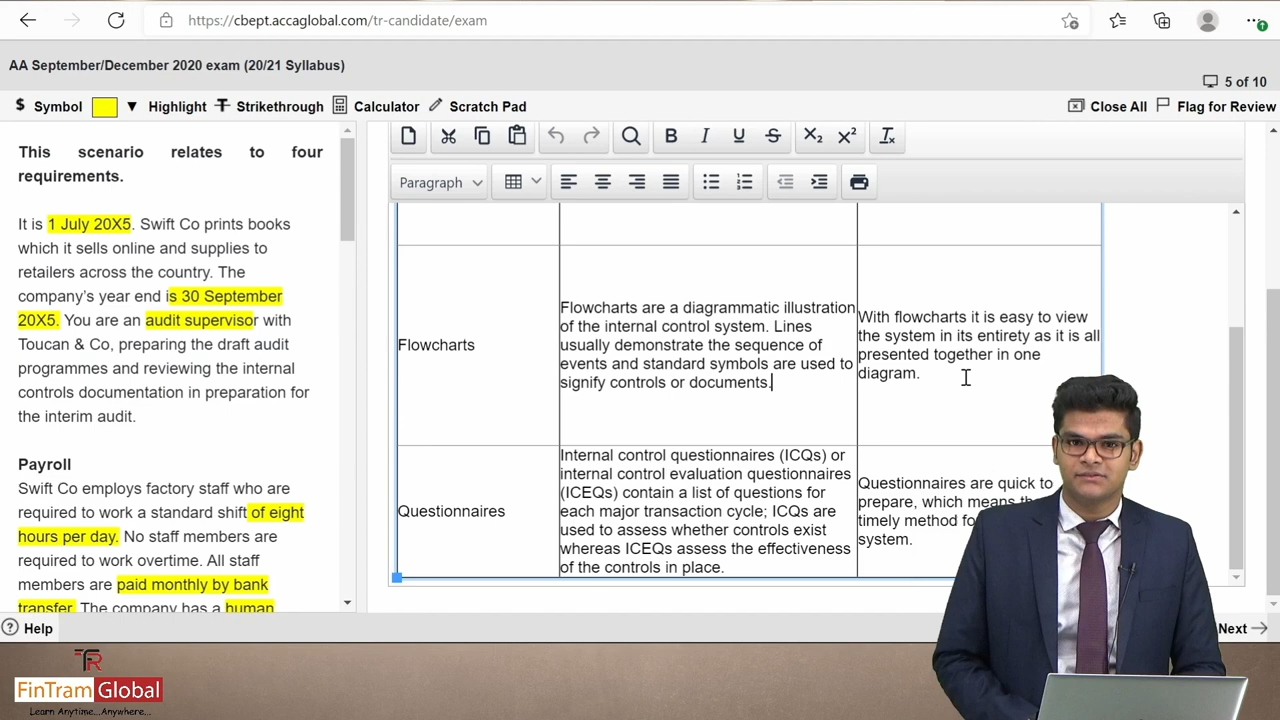 https://cbept.accaglobal.com/tr-candidate/exam
AA September/December 2020 exam (20/21 Syllabus)
5 of 10
$ Symbol Highlight Strikethrough Calculator Scratch Pad Close All Flag for Review
This scenario relates to four
requirements.
It is 1 July 20X5. Swift Co prints books
which it sells online and supplies to
retailers across the country. The
company's year end is 30 September
20X5. You are an audit supervisor with
Toucan & Co, preparing the draft audit
programmes and reviewing the internal
controls documentation in preparation for
the interim audit.
Payroll
Swift Co employs factory staff who are
required to work a standard shift of eight
hours per day. No staff members are
required to work overtime. All staff
members are paid monthly by bank
transfer. The company has a human
B I U S X₂ X² Ix
Paragraph
Flowcharts
Flowcharts are a diagrammatic illustration
of the internal control system. Lines
usually demonstrate the sequence of
events and standard symbols are used to
signify controls or documents.
With flowcharts it is easy to view
the system in its entirety as it is all
presented together in one
diagram.
Questionnaires
Internal control questionnaires (ICQs) or
internal control evaluation questionnaires
(ICEQs) contain a list of questions for
each major transaction cycle; ICQs are
used to assess whether controls exist
whereas ICEQs assess the effectiveness
of the controls in place.
Questionnaires are quick to
prepare, which means
timely method
system.
Help
Next
FinTram Global
Learn Anytime...Anywhere...